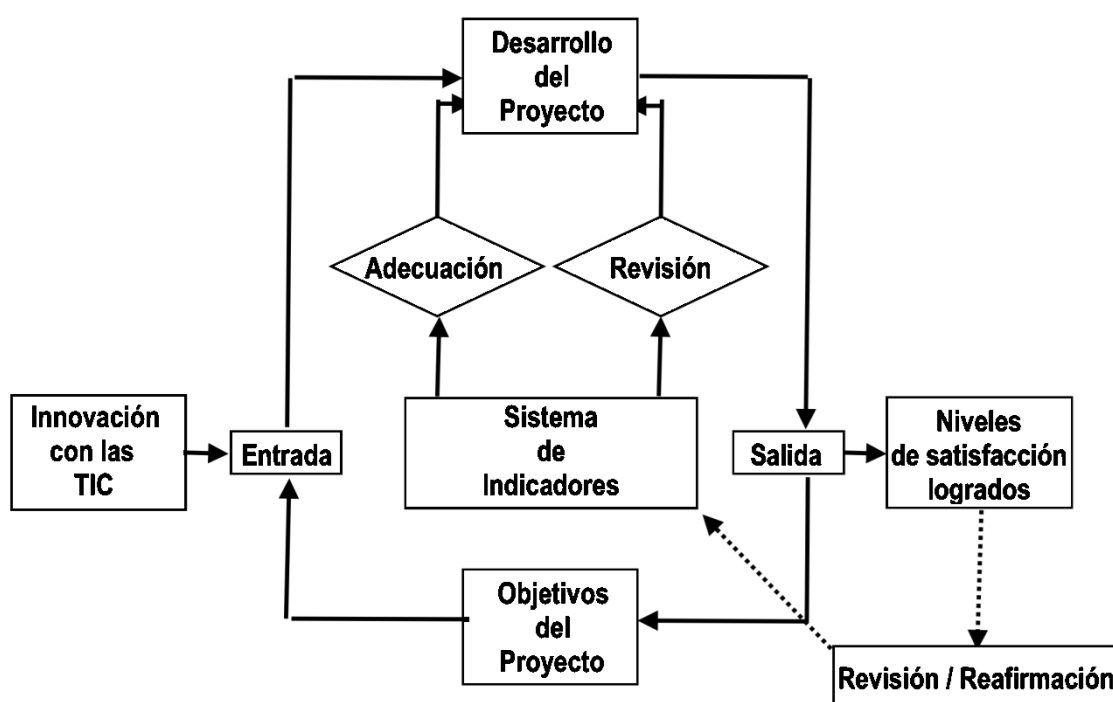 Desarrollo
del
Proyecto
Adecuación
Revisión
Innovación
con las
TIC
Entrada
Sistema
de
Indicadores
Salida
Niveles
de satisfacción
logrados
Objetivos
del
Proyecto
Revisión / Reafirmación